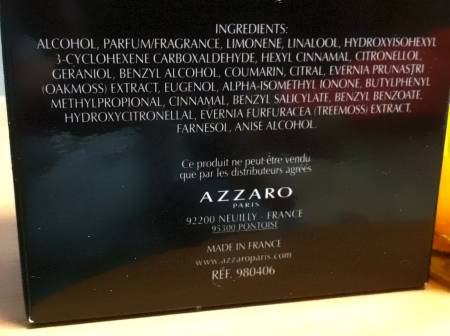 INGREDIENTS:
ALCOHOL, PARFUM/FRAGRANCE, LIMONENE, LINALOOL, HYDROXYISOHEXYL
3-CYCLOHEXENE CARBOXALDEHYDE, HEXYL CINNAMAL, CITRONELLOL,
GERANIOL, BENZYL ALCOHOL, COUMARIN, CITRAL, EVERNIA PRUNASTRI
(OAKMOSS) EXTRACT, EUGENOL, ALPHA-ISOMETHYL IONONE, BUTYLPHENYL
METHYLPROPIONAL, CINNAMAL, BENZYL SALICYLATE, BENZYL BENZOATE,
HYDROXYCITRONELLAL, EVERNIA FURFURACEA (TREEMOSS) EXTRACT,
FARNESOL, ANISE ALCOHOL.
Ce produit ne peut-être vendu
que par les distributeurs agréés
AZZARO
PARIS
92200 NEUILLY - FRANCE
95300 PONTOISE
MADE IN FRANCE
www.azzaroparis.com
RÉF. 980406